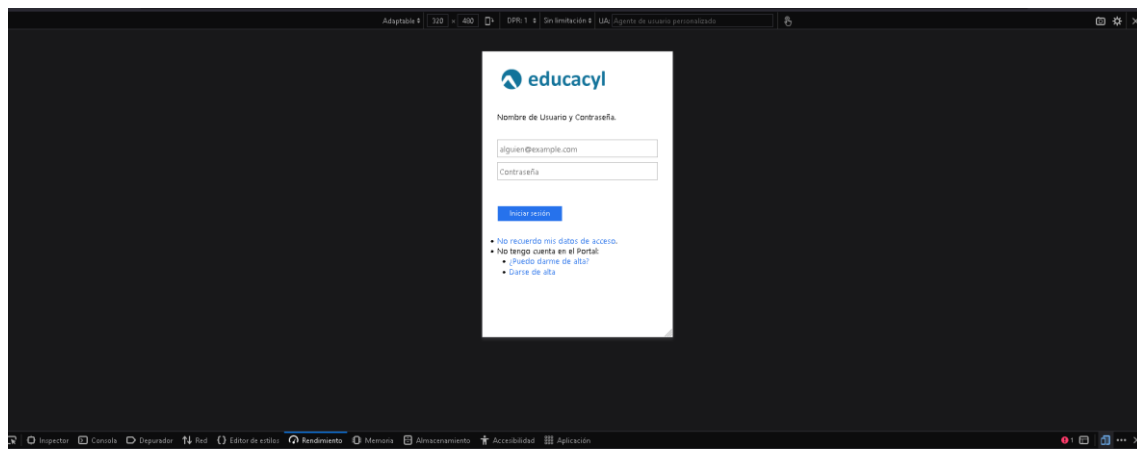 Adaptable 320 × 480 DPR: 1 Sin limitación UA: Agente de usuario personalizado
educacyl
Nombre de Usuario y Contraseña.
alguien@example.com
Contraseña
Iniciar sesión
No recuerdo mis datos de acceso.
No tengo cuenta en el Portal:
¿Puedo darme de alta?
Darse de alta
Inspector Consola Depurador Red Editor de estilos Rendimiento Memoria Almacenamiento Accesibilidad Aplicación 1